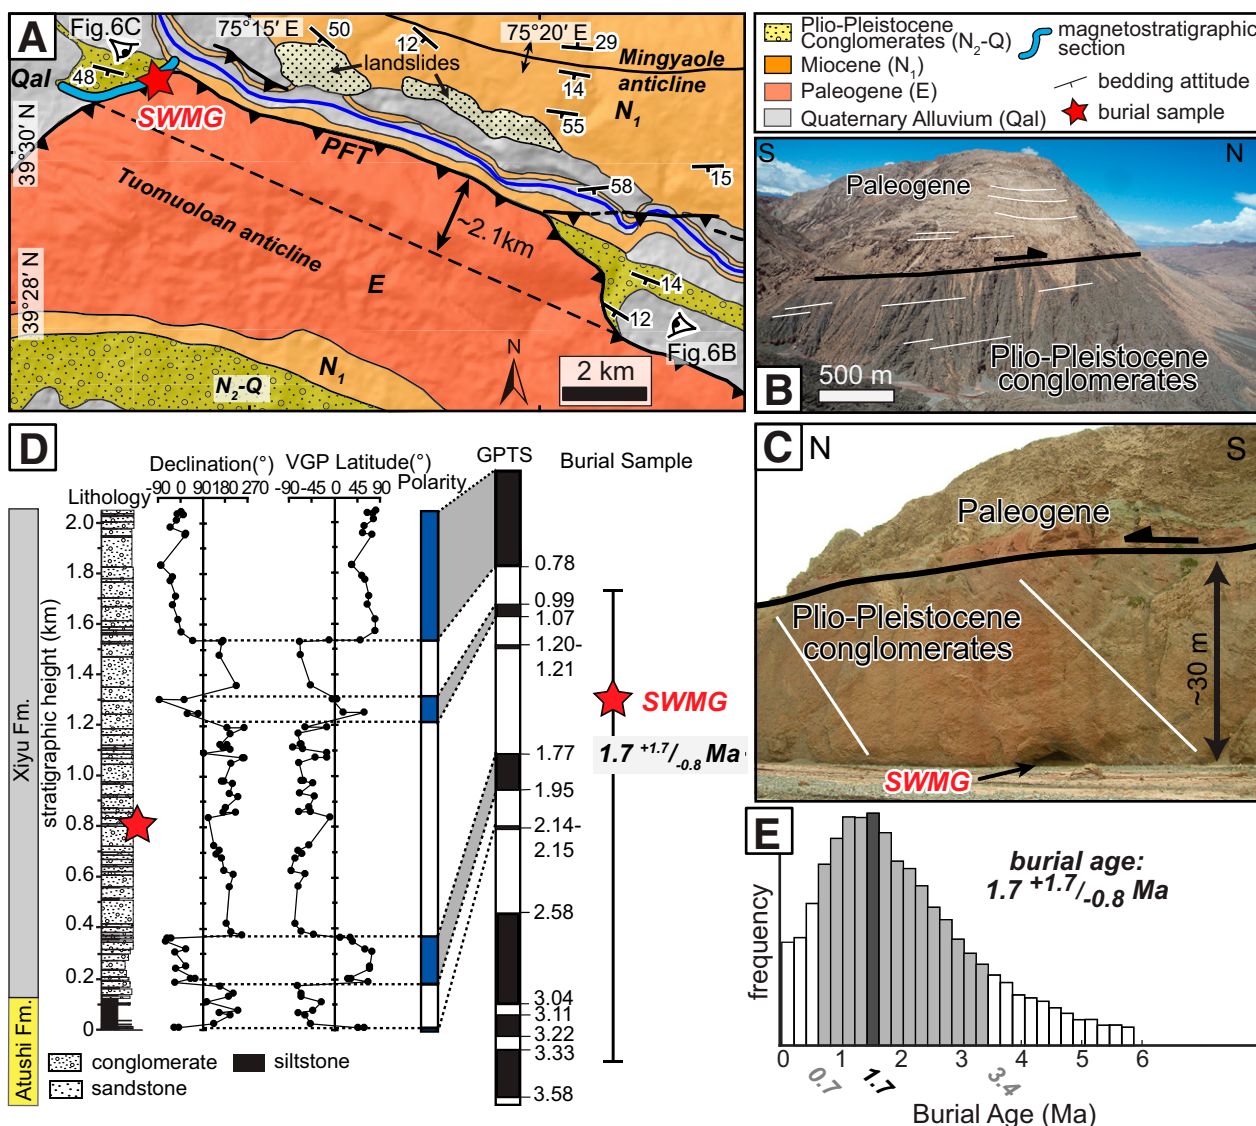 A
Fig.6C
75°15' E
50
12
75°20' E
29
landslides
Mingyaole
anticline
N1
48
Qal
14
55
SWMG
39°30' N
PFT
15
58
Tuomuoloan anticline
~2.1km
E
14
12
39°28' N
Fig.6B
N1
N2-Q
N
2 km
Plio-Pleistocene
Conglomerates (N2-Q)
Miocene (N1)
Paleogene (E)
Quaternary Alluvium (Qal)
magnetostratigraphic
section
bedding attitude
burial sample
S
N
Paleogene
Plio-Pleistocene
conglomerates
B
500 m
C
N
S
Paleogene
Plio-Pleistocene
conglomerates
~30 m
SWMG
D
Declination(°)
VGP Latitude(°)
GPTS
Burial Sample
Lithology
-90 0 90 180 270
-90 -45 0 45 90
Polarity
Xiyu Fm.
Atushi Fm.
stratigraphic height (km)
2.0
1.8
1.6
1.4
1.2
1.0
0.8
0.6
0.4
0.2
0
0.78
0.99
1.07
1.20-
1.21
1.77
1.95
2.14-
2.15
2.58
3.04
3.11
3.22
3.33
3.58
SWMG
1.7 +1.7/-0.8 Ma
conglomerate
siltstone
sandstone
E
burial age:
1.7 +1.7/-0.8 Ma
frequency
0 1 2 3 4 5 6
0.7 1.7 3.4
Burial Age (Ma)